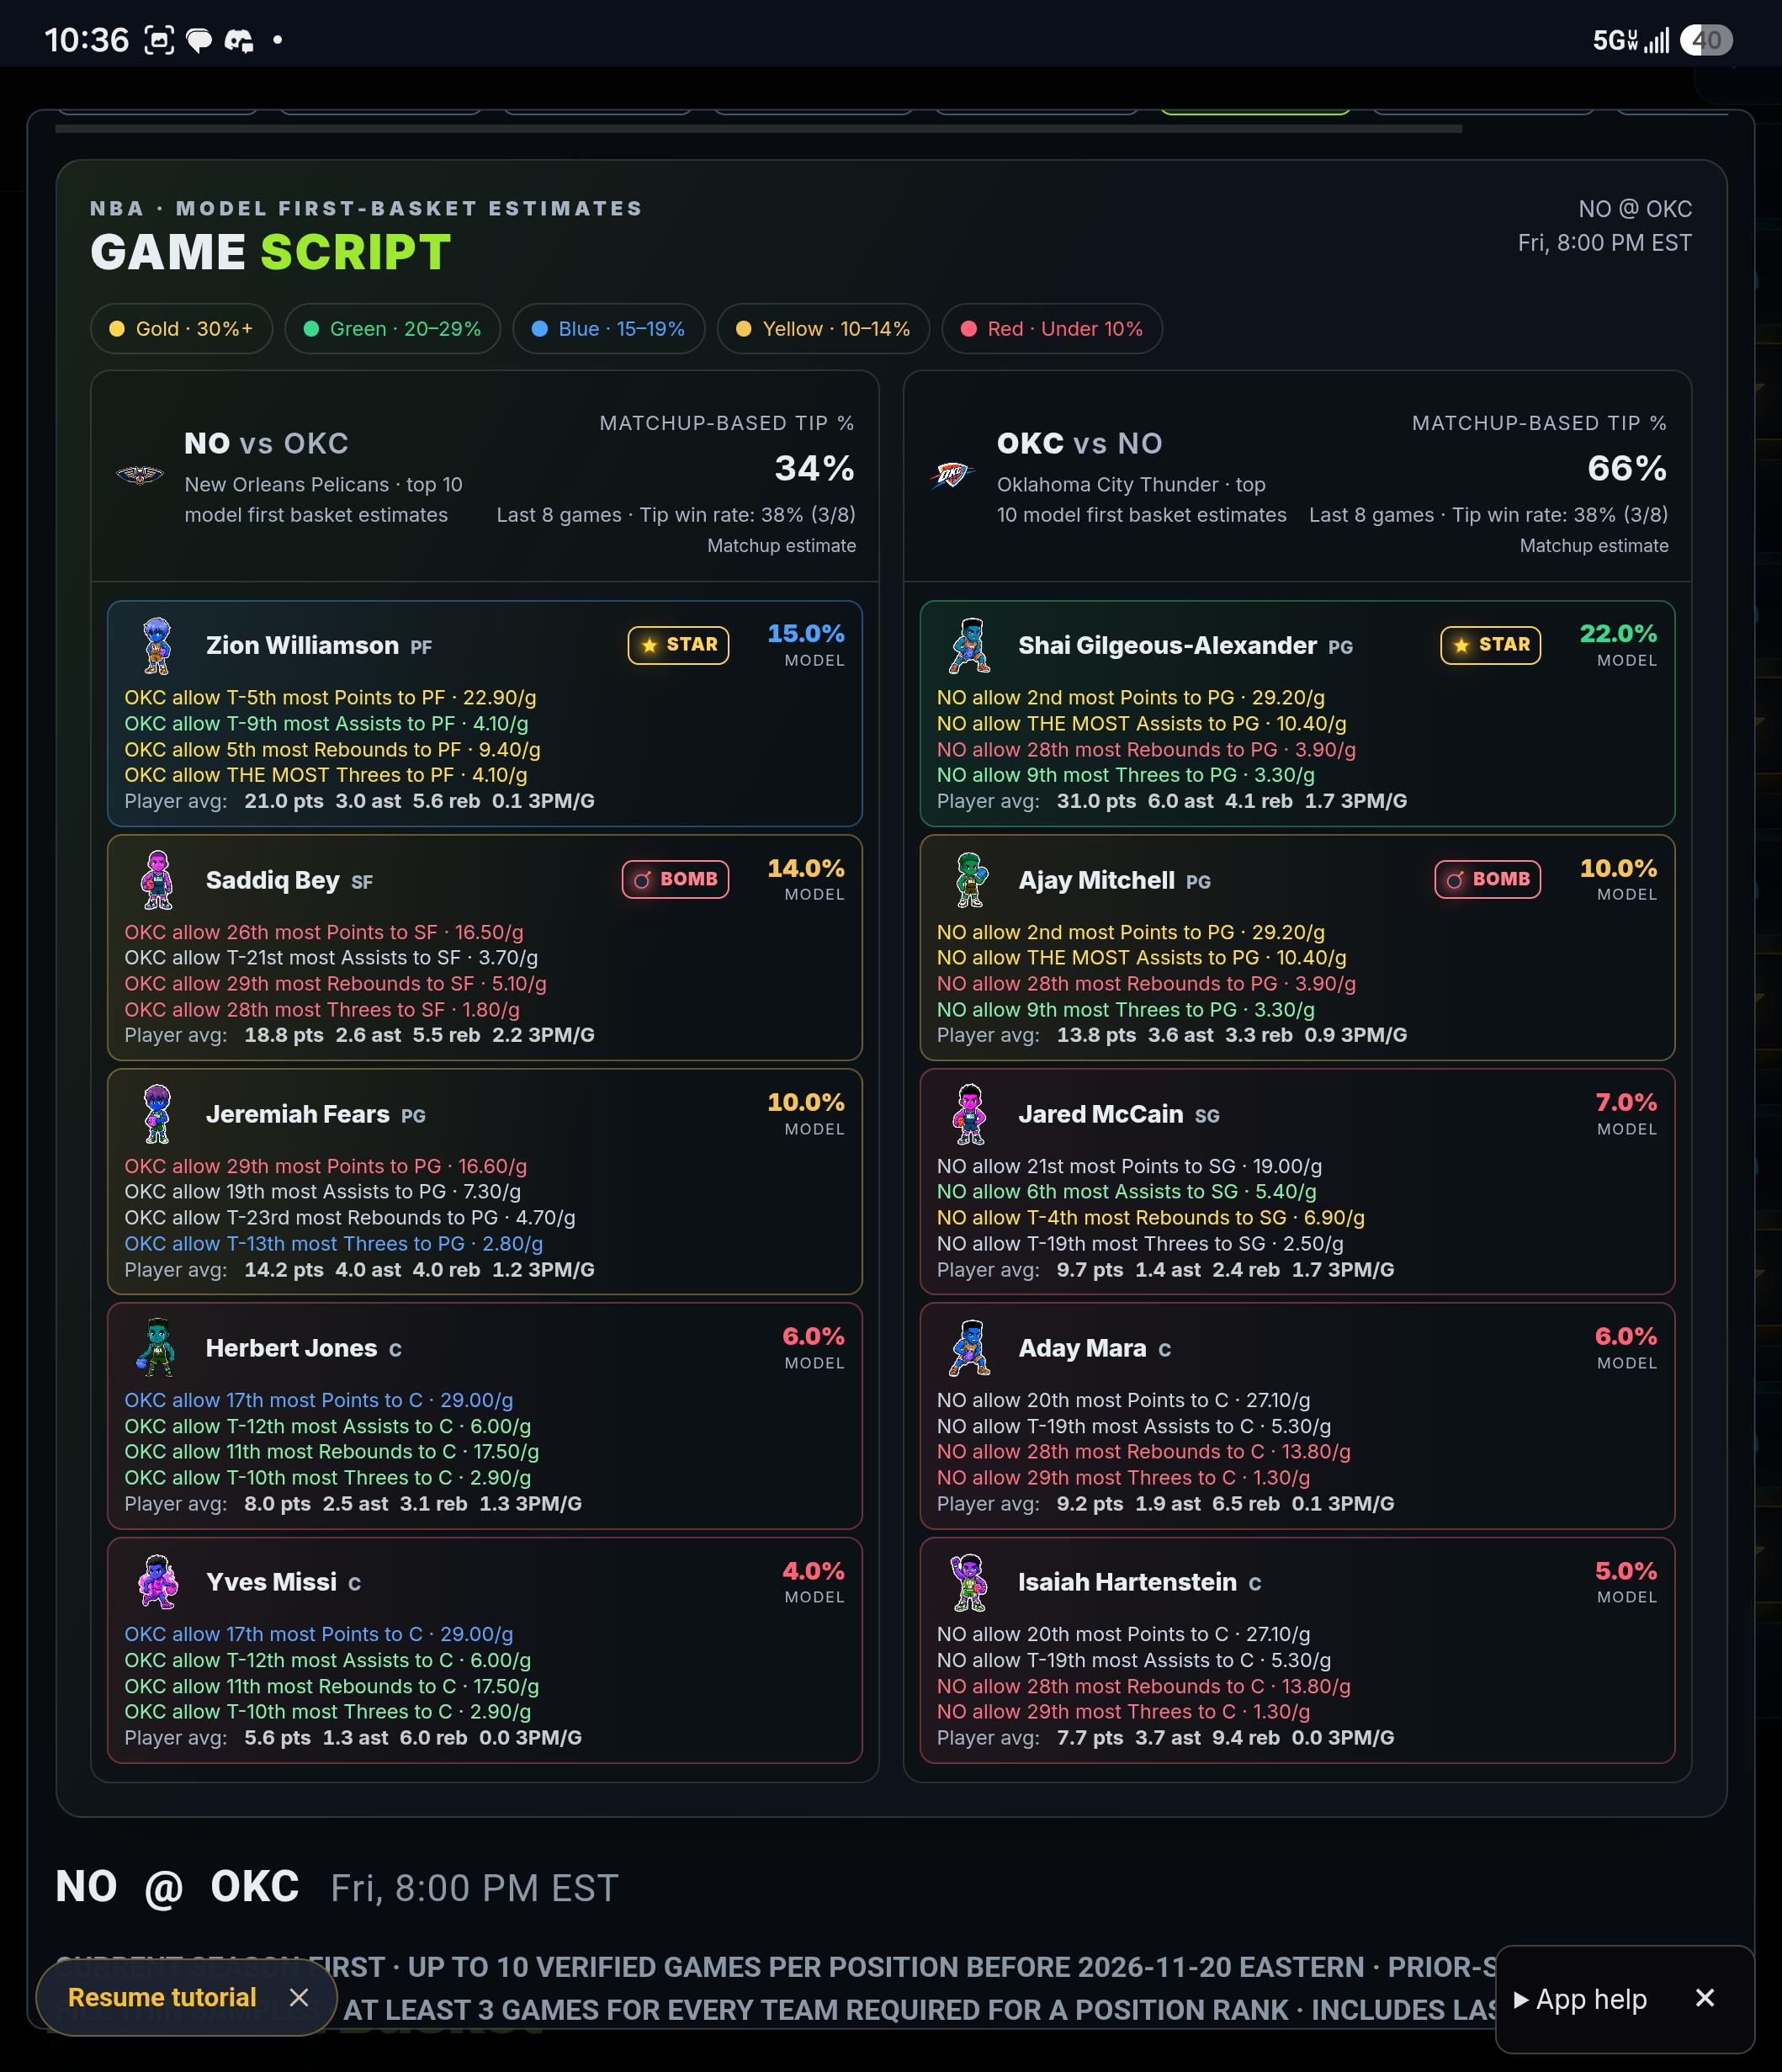 10:36
5G UW
40
NBA · MODEL FIRST-BASKET ESTIMATES
GAME SCRIPT
NO @ OKC
Fri, 8:00 PM EST
Gold · 30%+
Green · 20–29%
Blue · 15–19%
Yellow · 10–14%
Red · Under 10%
NO vs OKC
New Orleans Pelicans · top 10
model first basket estimates
MATCHUP-BASED TIP %
34%
Last 8 games · Tip win rate: 38% (3/8)
Matchup estimate
Zion Williamson PF
STAR
15.0%
MODEL
OKC allow T-5th most Points to PF · 22.90/g
OKC allow T-9th most Assists to PF · 4.10/g
OKC allow 5th most Rebounds to PF · 9.40/g
OKC allow THE MOST Threes to PF · 4.10/g
Player avg: 21.0 pts 3.0 ast 5.6 reb 0.1 3PM/G
Saddiq Bey SF
BOMB
14.0%
MODEL
OKC allow 26th most Points to SF · 16.50/g
OKC allow T-21st most Assists to SF · 3.70/g
OKC allow 29th most Rebounds to SF · 5.10/g
OKC allow 28th most Threes to SF · 1.80/g
Player avg: 18.8 pts 2.6 ast 5.5 reb 2.2 3PM/G
Jeremiah Fears PG
10.0%
MODEL
OKC allow 29th most Points to PG · 16.60/g
OKC allow 19th most Assists to PG · 7.30/g
OKC allow T-23rd most Rebounds to PG · 4.70/g
OKC allow T-13th most Threes to PG · 2.80/g
Player avg: 14.2 pts 4.0 ast 4.0 reb 1.2 3PM/G
Herbert Jones C
6.0%
MODEL
OKC allow 17th most Points to C · 29.00/g
OKC allow T-12th most Assists to C · 6.00/g
OKC allow 11th most Rebounds to C · 17.50/g
OKC allow T-10th most Threes to C · 2.90/g
Player avg: 8.0 pts 2.5 ast 3.1 reb 1.3 3PM/G
Yves Missi C
4.0%
MODEL
OKC allow 17th most Points to C · 29.00/g
OKC allow T-12th most Assists to C · 6.00/g
OKC allow 11th most Rebounds to C · 17.50/g
OKC allow T-10th most Threes to C · 2.90/g
Player avg: 5.6 pts 1.3 ast 6.0 reb 0.0 3PM/G
OKC vs NO
Oklahoma City Thunder · top
10 model first basket estimates
MATCHUP-BASED TIP %
66%
Last 8 games · Tip win rate: 38% (3/8)
Matchup estimate
Shai Gilgeous-Alexander PG
STAR
22.0%
MODEL
NO allow 2nd most Points to PG · 29.20/g
NO allow THE MOST Assists to PG · 10.40/g
NO allow 28th most Rebounds to PG · 3.90/g
NO allow 9th most Threes to PG · 3.30/g
Player avg: 31.0 pts 6.0 ast 4.1 reb 1.7 3PM/G
Ajay Mitchell PG
BOMB
10.0%
MODEL
NO allow 2nd most Points to PG · 29.20/g
NO allow THE MOST Assists to PG · 10.40/g
NO allow 28th most Rebounds to PG · 3.90/g
NO allow 9th most Threes to PG · 3.30/g
Player avg: 13.8 pts 3.6 ast 3.3 reb 0.9 3PM/G
Jared McCain SG
7.0%
MODEL
NO allow 21st most Points to SG · 19.00/g
NO allow 6th most Assists to SG · 5.40/g
NO allow T-4th most Rebounds to SG · 6.90/g
NO allow T-19th most Threes to SG · 2.50/g
Player avg: 9.7 pts 1.4 ast 2.4 reb 1.7 3PM/G
Aday Mara C
6.0%
MODEL
NO allow 20th most Points to C · 27.10/g
NO allow T-19th most Assists to C · 5.30/g
NO allow 28th most Rebounds to C · 13.80/g
NO allow 29th most Threes to C · 1.30/g
Player avg: 9.2 pts 1.9 ast 6.5 reb 0.1 3PM/G
Isaiah Hartenstein C
5.0%
MODEL
NO allow 20th most Points to C · 27.10/g
NO allow T-19th most Assists to C · 5.30/g
NO allow 28th most Rebounds to C · 13.80/g
NO allow 29th most Threes to C · 1.30/g
Player avg: 7.7 pts 3.7 ast 9.4 reb 0.0 3PM/G
NO @ OKC Fri, 8:00 PM EST
CURRENT SEASON FIRST · UP TO 10 VERIFIED GAMES PER POSITION BEFORE 2026-11-20 EASTERN · PRIOR-S
AT LEAST 3 GAMES FOR EVERY TEAM REQUIRED FOR A POSITION RANK · INCLUDES LAS
Resume tutorial
App help